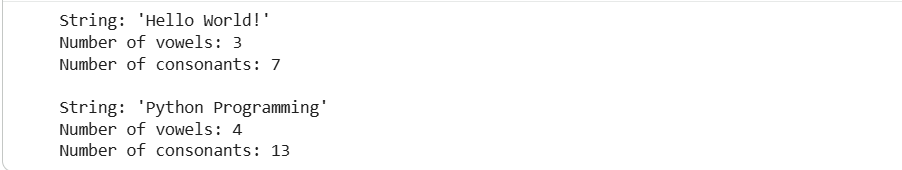 String: 'Hello World!'
Number of vowels: 3
Number of consonants: 7

String: 'Python Programming'
Number of vowels: 4
Number of consonants: 13